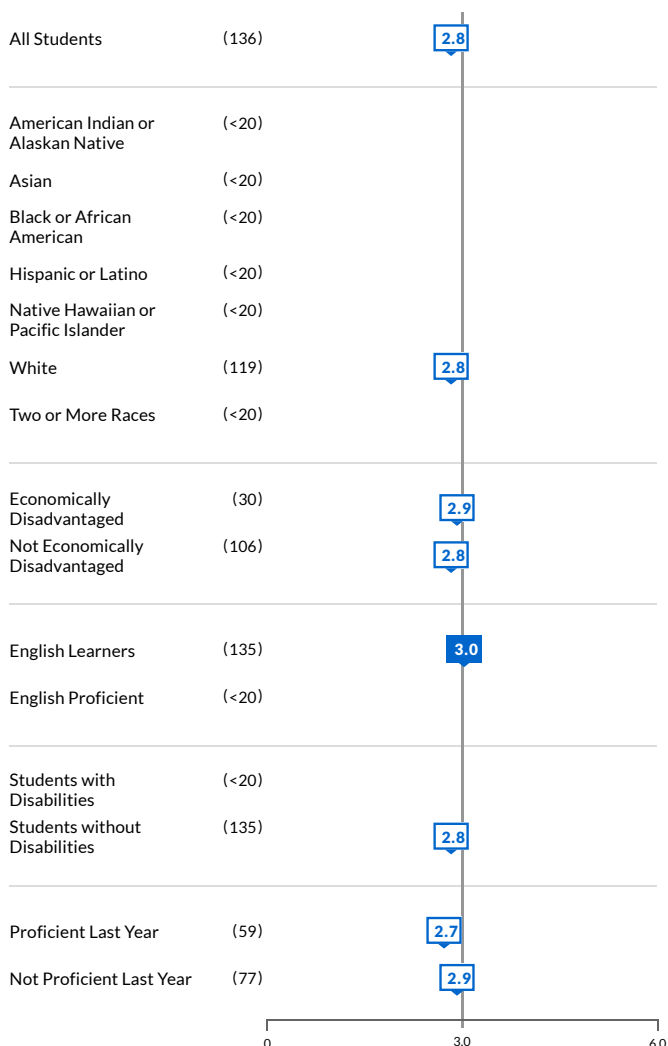 All Students (136) 2.8
American Indian or (<20)
Alaskan Native
Asian (<20)
Black or African (<20)
American
Hispanic or Latino (<20)
Native Hawaiian or (<20)
Pacific Islander
White (119) 2.8
Two or More Races (<20)
Economically (30) 2.9
Disadvantaged
Not Economically (106) 2.8
Disadvantaged
English Learners (135) 3.0
English Proficient (<20)
Students with (<20)
Disabilities
Students without (135) 2.8
Disabilities
Proficient Last Year (59) 2.7
Not Proficient Last Year (77) 2.9
0 3.0 6.0